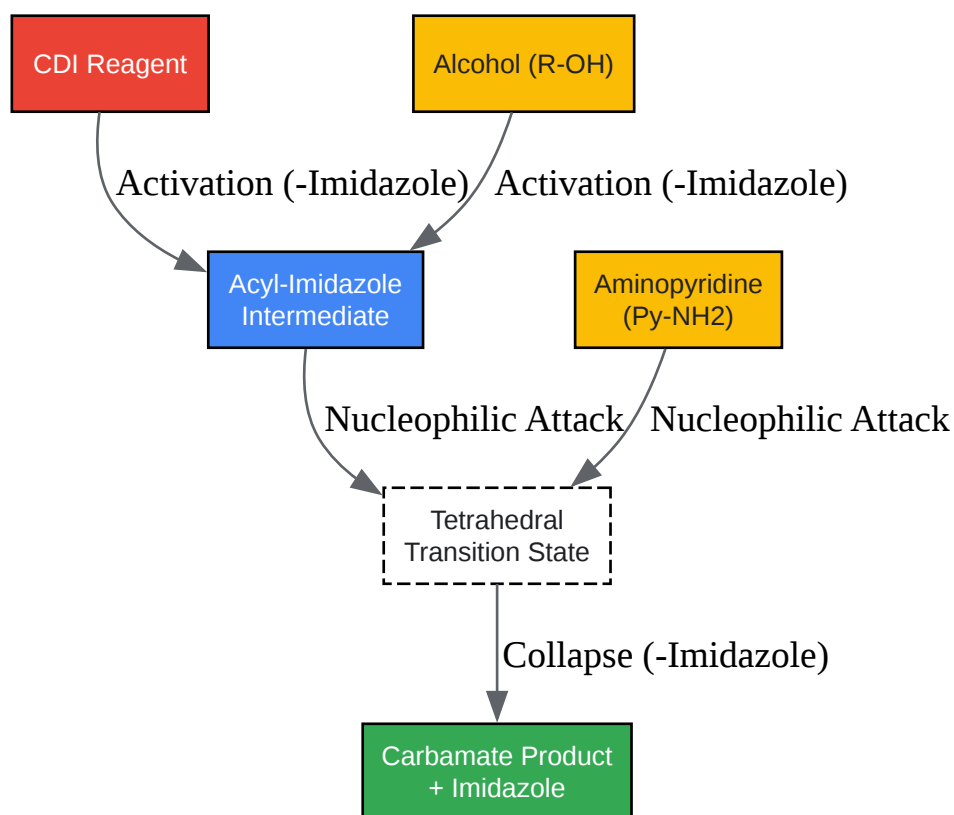 CDI Reagent
Alcohol (R-OH)
Activation (-Imidazole)
Activation (-Imidazole)
Acyl-Imidazole
Intermediate
Aminopyridine
(Py-NH2)
Nucleophilic Attack
Nucleophilic Attack
Tetrahedral
Transition State
Collapse (-Imidazole)
Carbamate Product
+ Imidazole